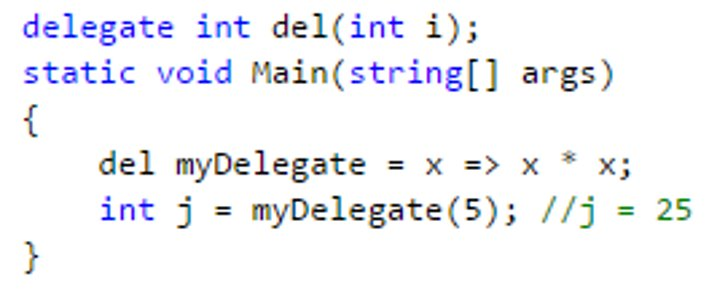 delegate int del(int i);
static void Main(string[] args)
{
    del myDelegate = x => x * x;
    int j = myDelegate(5); //j = 25
}